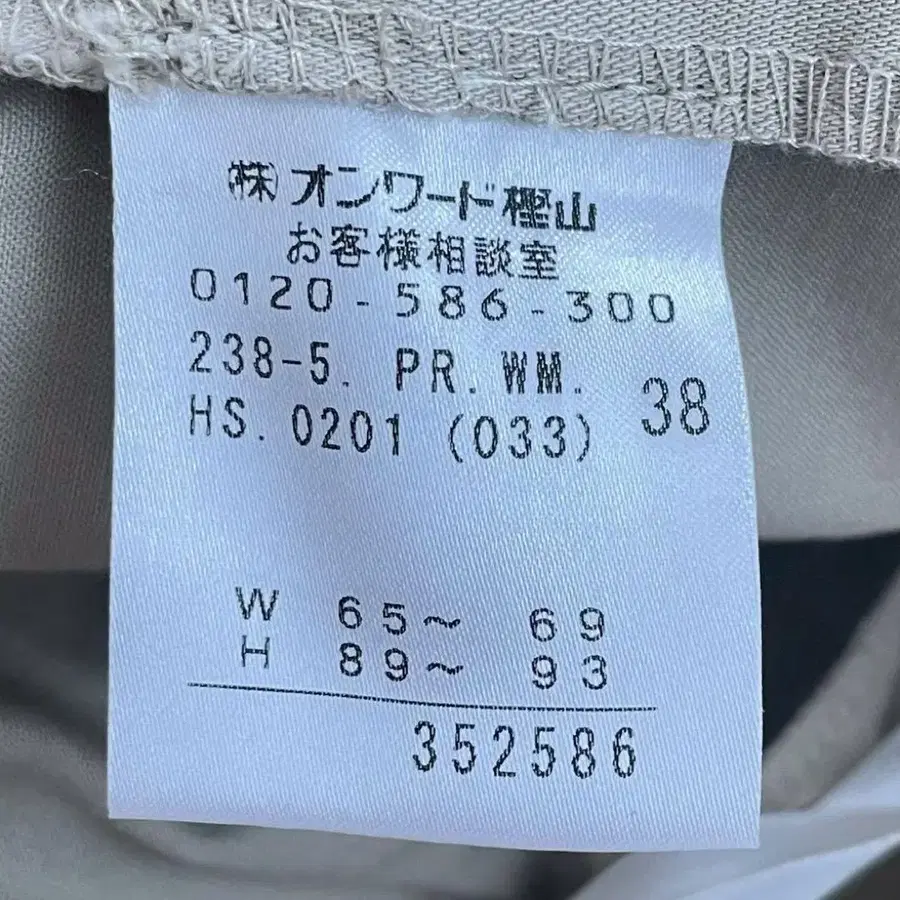 ㈱オンワード樫山
お客様相談室
0120-586-300
238-5. PR. WM.
HS. 0201 (033) 38
W 65～ 69
H 89～ 93
352586